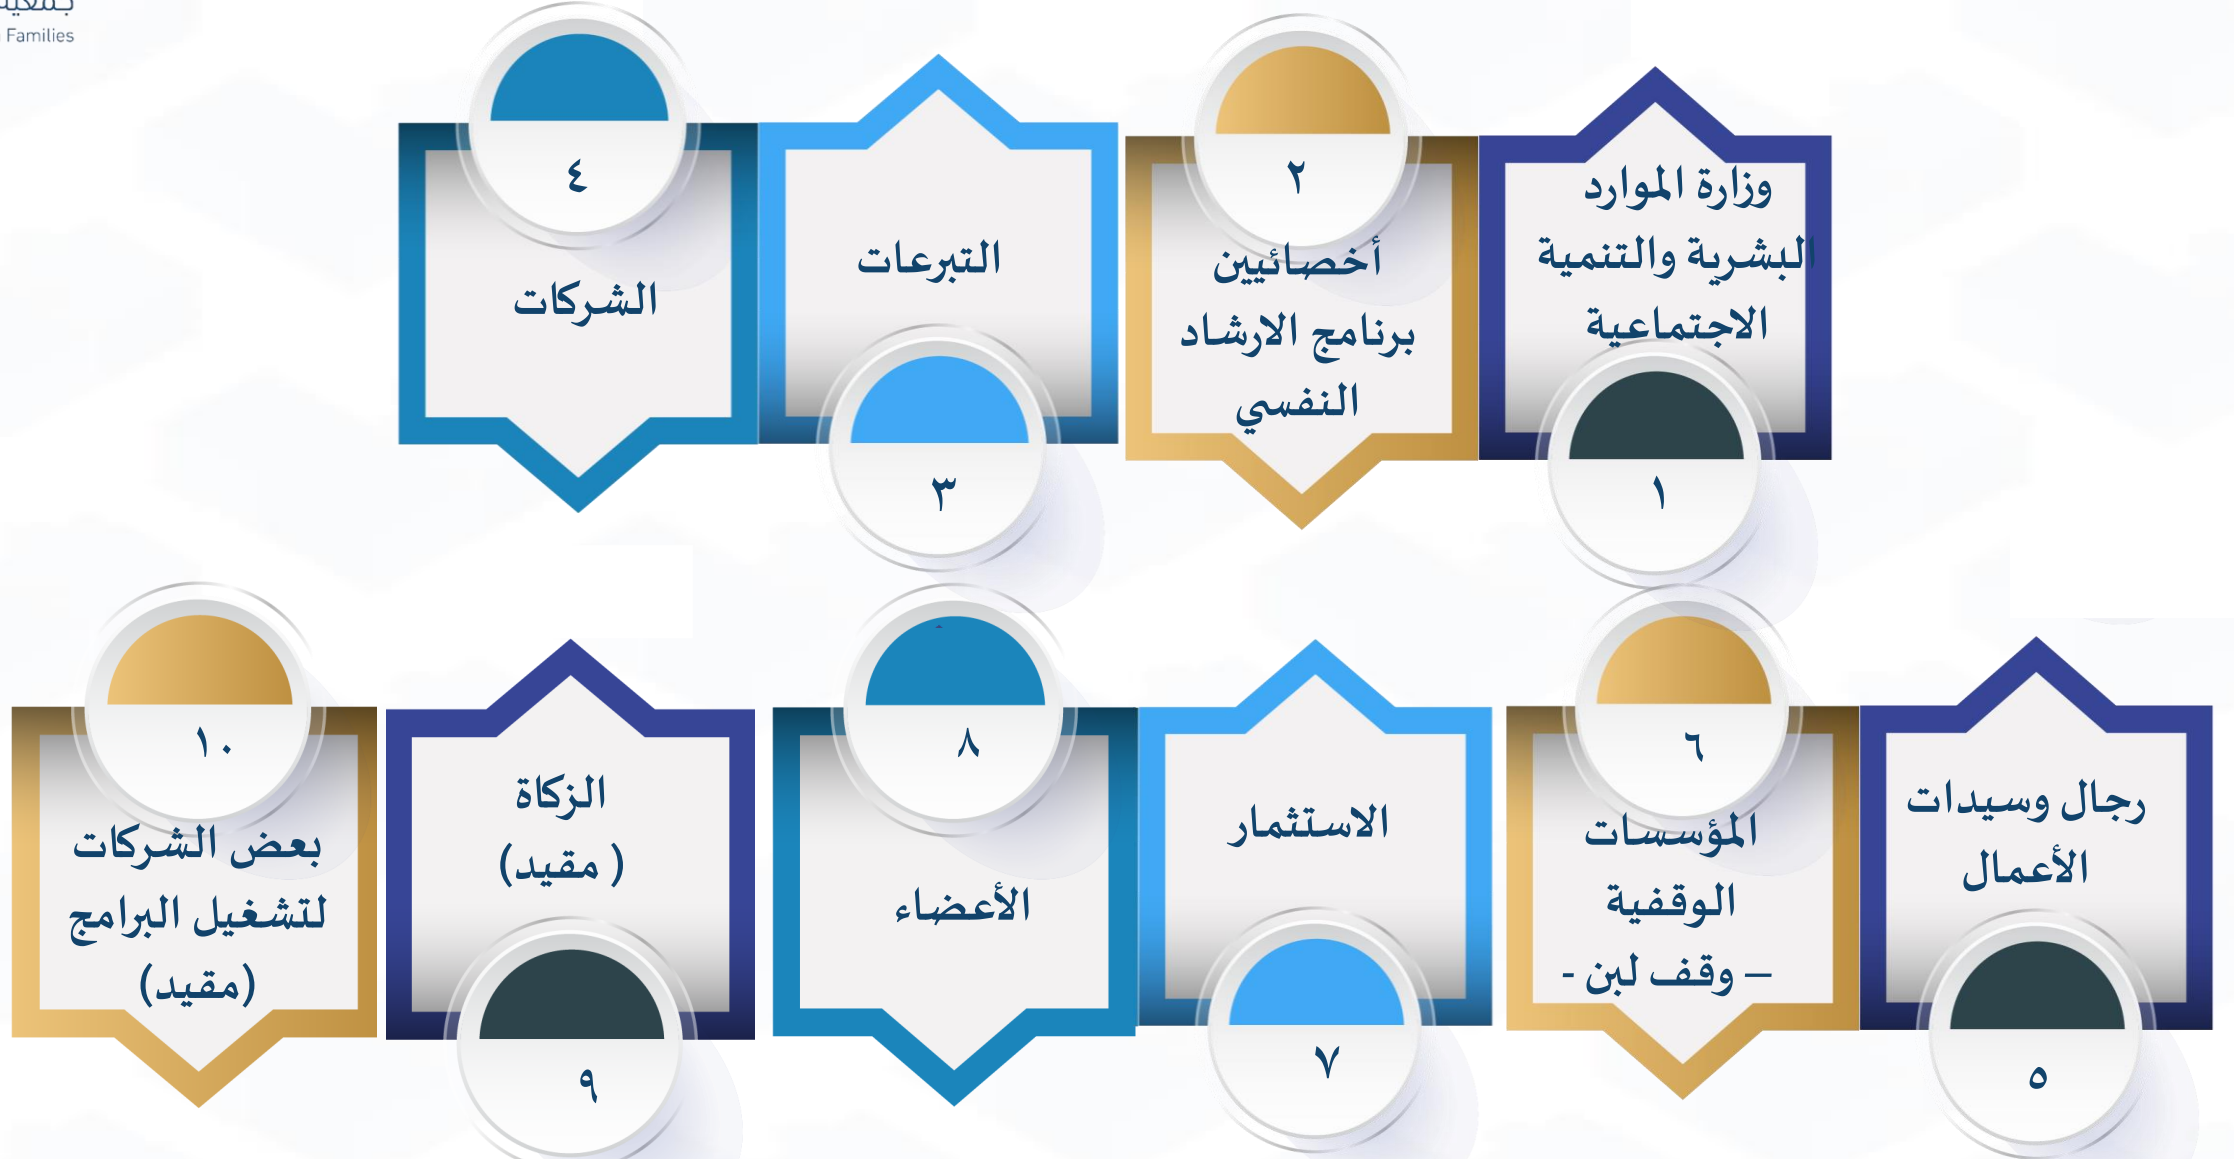 Families
وزارة الموارد
البشرية والتنمية
الاجتماعية
١
٢
أخصائيين
برنامج الارشاد
النفسي
التبرعات
٣
٤
الشركات
رجال وسيدات
الأعمال
٥
٦
المؤسسات
الوقفية
– وقف لبن -
الاستثمار
٧
٨
الأعضاء
الزكاة
( مقيد)
٩
١٠
بعض الشركات
لتشغيل البرامج
(مقيد)